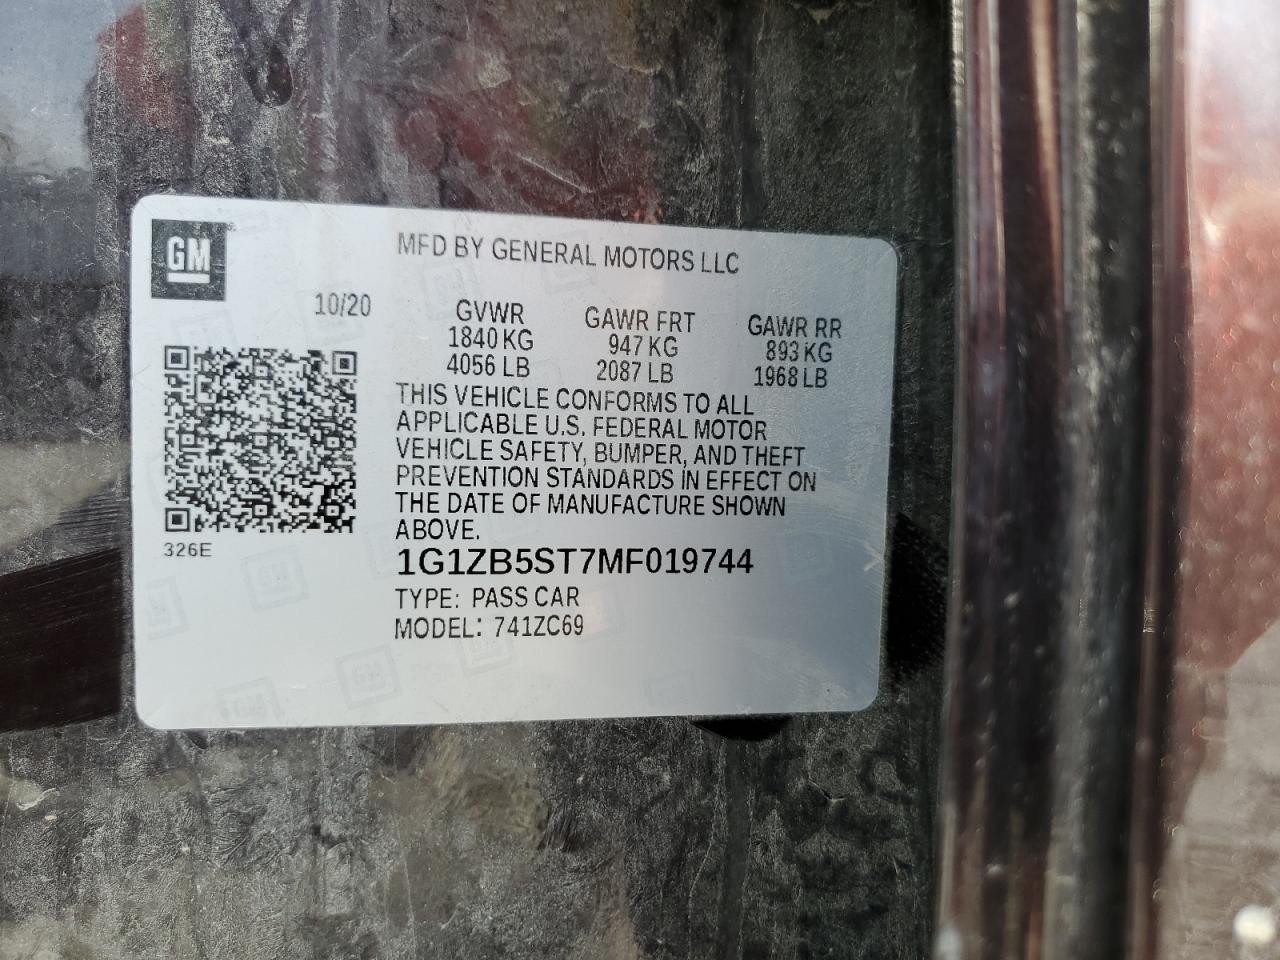 GM
MFD BY GENERAL MOTORS LLC
10/20
GVWR GAWR FRT GAWR RR
1840 KG 947 KG 893 KG
4056 LB 2087 LB 1968 LB
THIS VEHICLE CONFORMS TO ALL
APPLICABLE U.S. FEDERAL MOTOR
VEHICLE SAFETY, BUMPER, AND THEFT
PREVENTION STANDARDS IN EFFECT ON
THE DATE OF MANUFACTURE SHOWN
ABOVE.
326E
1G1ZB5ST7MF019744
TYPE: PASS CAR
MODEL: 741ZC69